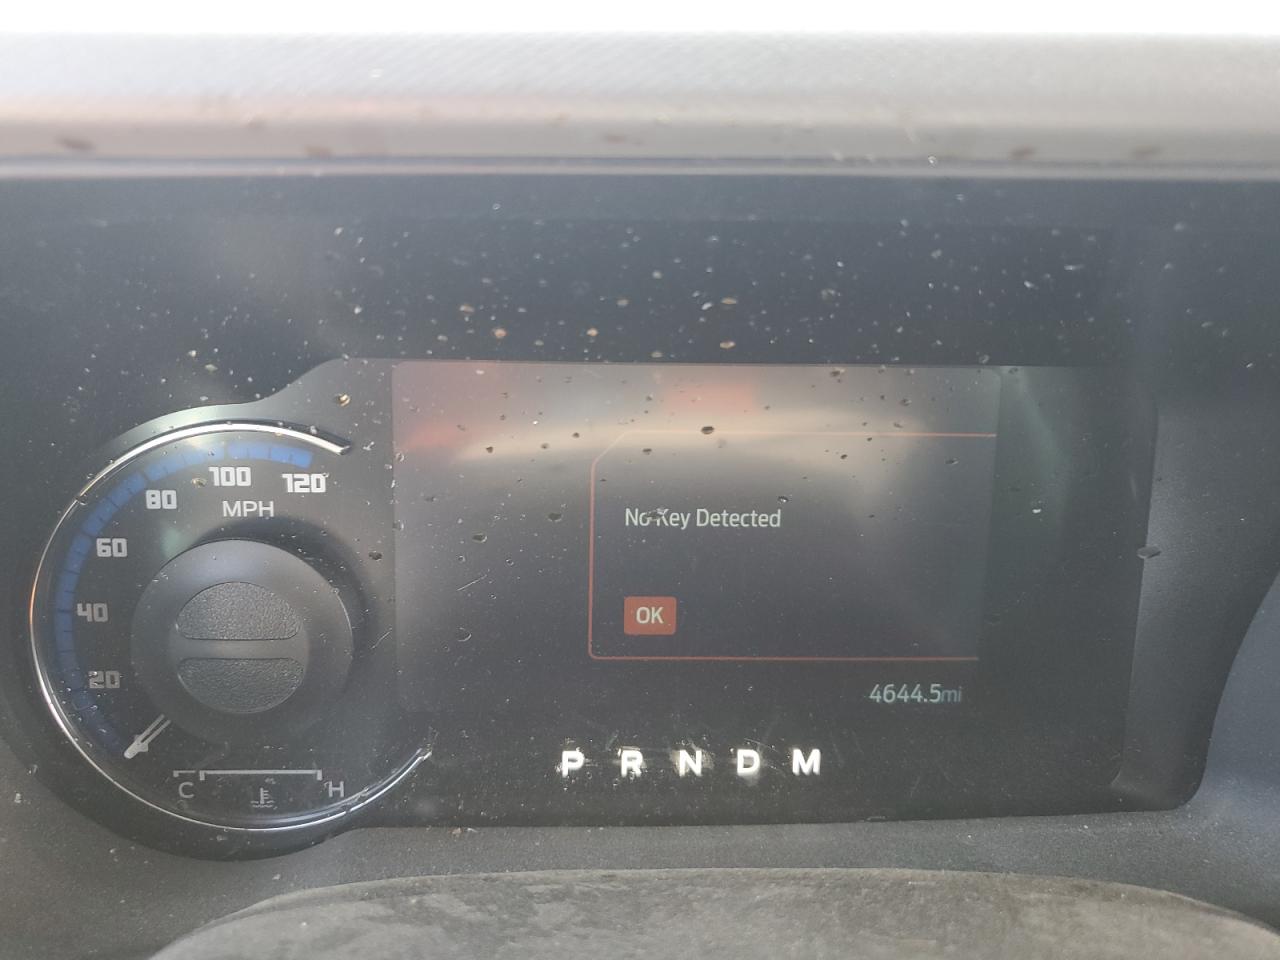 120
100
80
MPH
60
40
20
No Key Detected
OK
4644.5mi
P R N D M
C H